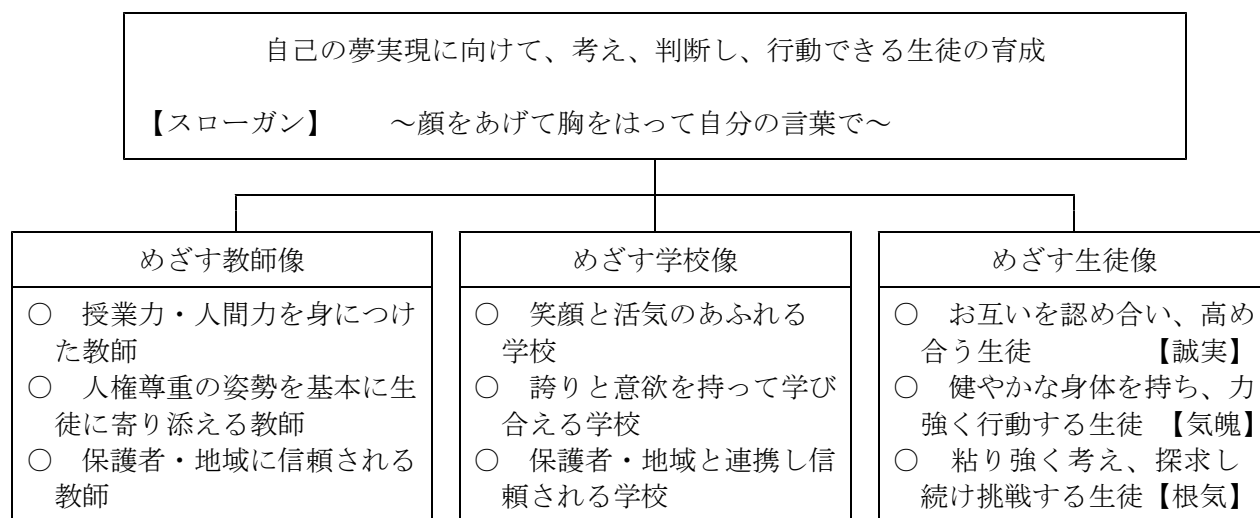 自己の夢実現に向けて、考え、判断し、行動できる生徒の育成
【スローガン】　　～顔をあげて胸をはって自分の言葉で～
めざす教師像
○　授業力・人間力を身につけ
た教師
○　人権尊重の姿勢を基本に生
徒に寄り添える教師
○　保護者・地域に信頼される
教師
めざす学校像
○　笑顔と活気のあふれる
学校
○　誇りと意欲を持って学び
合える学校
○　保護者・地域と連携し信
頼される学校
めざす生徒像
○　お互いを認め合い、高め
合う生徒　　　　【誠実】
○　健やかな身体を持ち、力
強く行動する生徒　【気魄】
○　粘り強く考え、探求し
続け挑戦する生徒【根気】